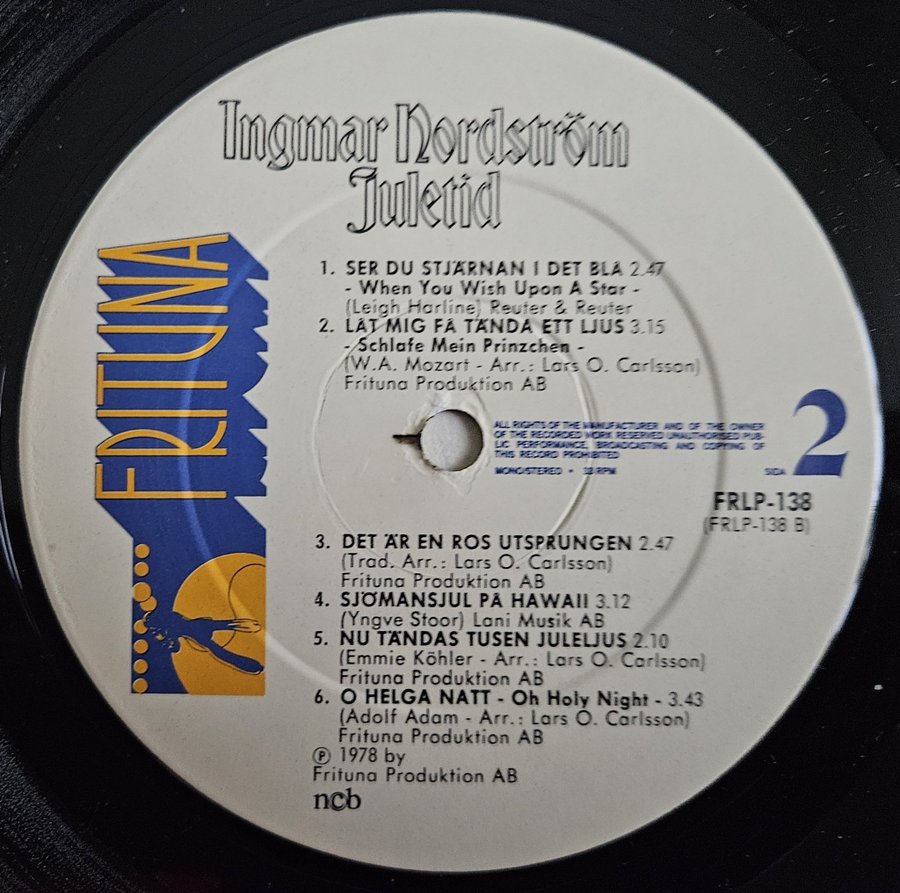 Ingmar Nordström
Juletid
FRITUNA
1. SER DU STJÄRNAN I DET BLÅ 2.47
- When You Wish Upon A Star -
(Leigh Harline) Reuter & Reuter
2. LÅT MIG FÅ TÄNDA ETT LJUS 3.15
- Schlafe Mein Prinzchen -
(W.A. Mozart - Arr.: Lars O. Carlsson)
Frituna Produktion AB
ALL RIGHTS OF THE MANUFACTURER AND OF THE OWNER
OF THE RECORDED WORK RESERVED UNAUTHORISED PUB-
LIC PERFORMANCE, BROADCASTING AND COPYING OF
THIS RECORD PROHIBITED
MONO/STEREO • 33 RPM
SIDA 2
FRLP-138
(FRLP-138 B)
3. DET ÄR EN ROS UTSPRUNGEN 2.47
(Trad. Arr.: Lars O. Carlsson)
Frituna Produktion AB
4. SJÖMANSJUL PÅ HAWAII 3.12
(Yngve Stoor) Lani Musik AB
5. NU TÄNDAS TUSEN JULELJUS 2.10
(Emmie Köhler - Arr.: Lars O. Carlsson)
Frituna Produktion AB
6. O HELGA NATT - Oh Holy Night - 3.43
(Adolf Adam - Arr.: Lars O. Carlsson)
Frituna Produktion AB
℗ 1978 by
Frituna Produktion AB
ncb